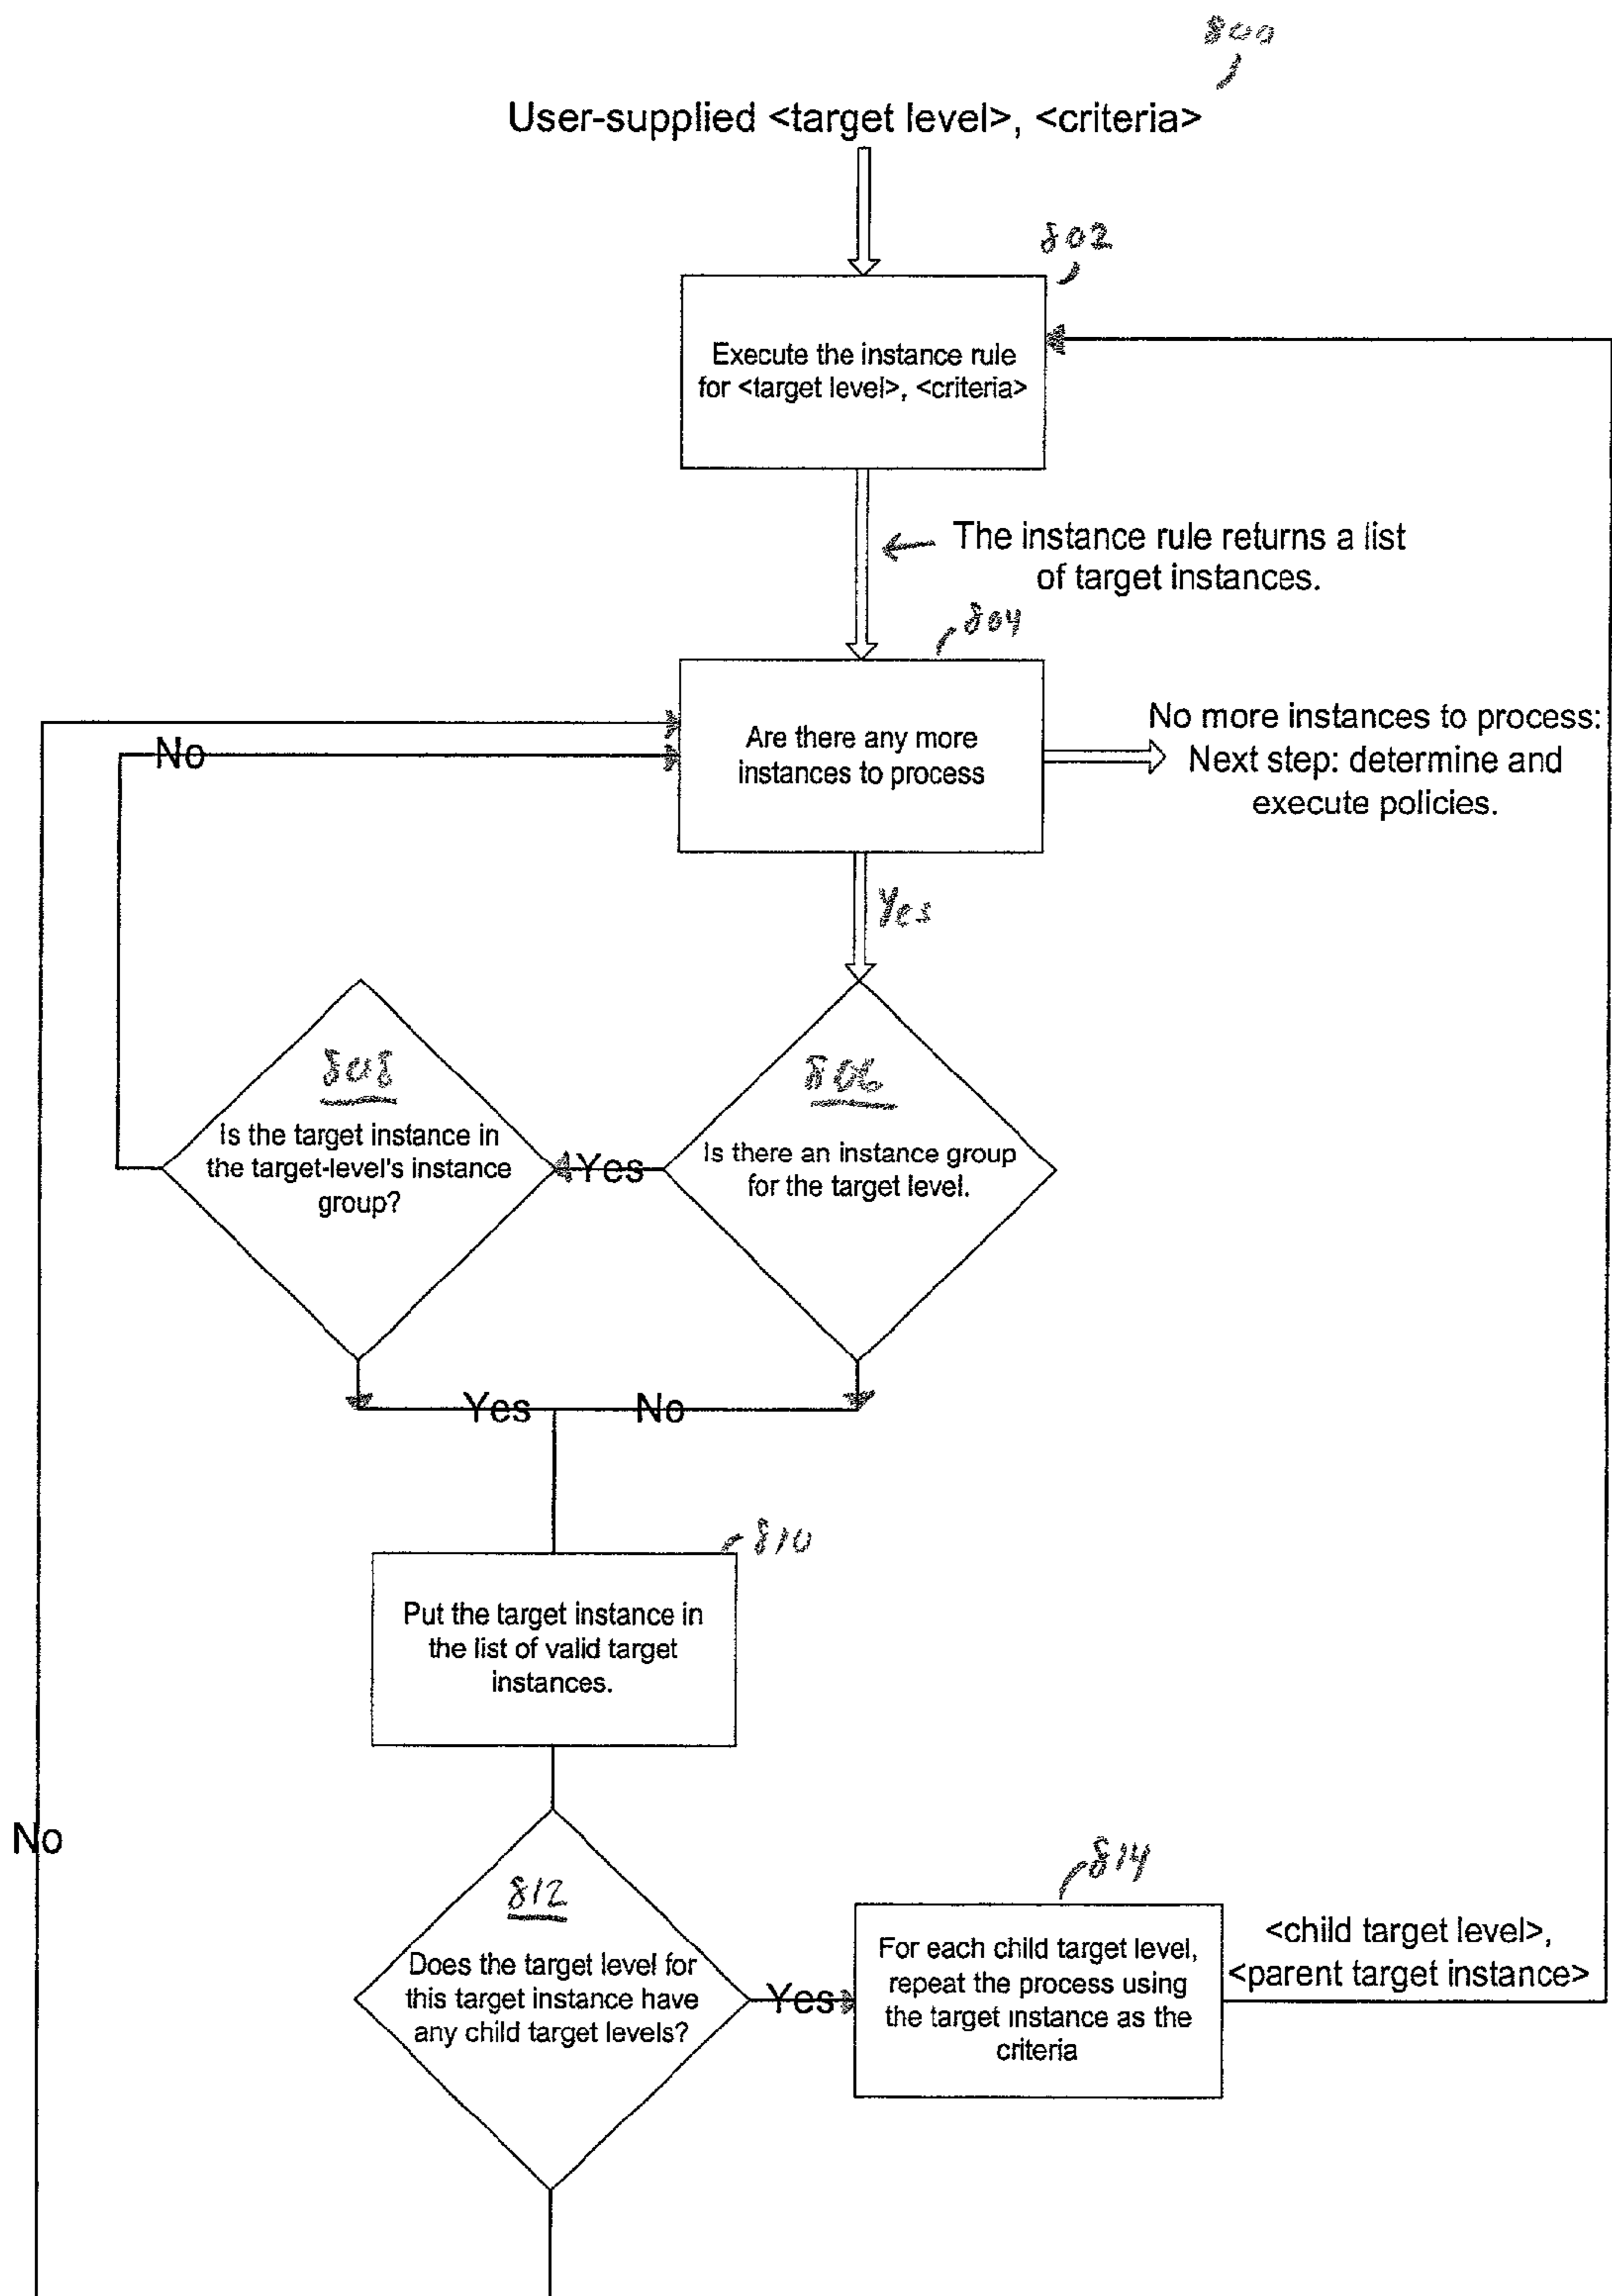 800
User-supplied <target level>, <criteria>
802
Execute the instance rule
for <target level>, <criteria>
The instance rule returns a list
of target instances.
804
Are there any more
instances to process
No more instances to process:
Next step: determine and
execute policies.
No
Yes
808
Is the target instance in
the target-level's instance
group?
Yes
806
Is there an instance group
for the target level.
Yes
No
810
Put the target instance in
the list of valid target
instances.
No
812
Does the target level for
this target instance have
any child target levels?
Yes
814
For each child target level,
repeat the process using
the target instance as the
criteria
<child target level>,
<parent target instance>